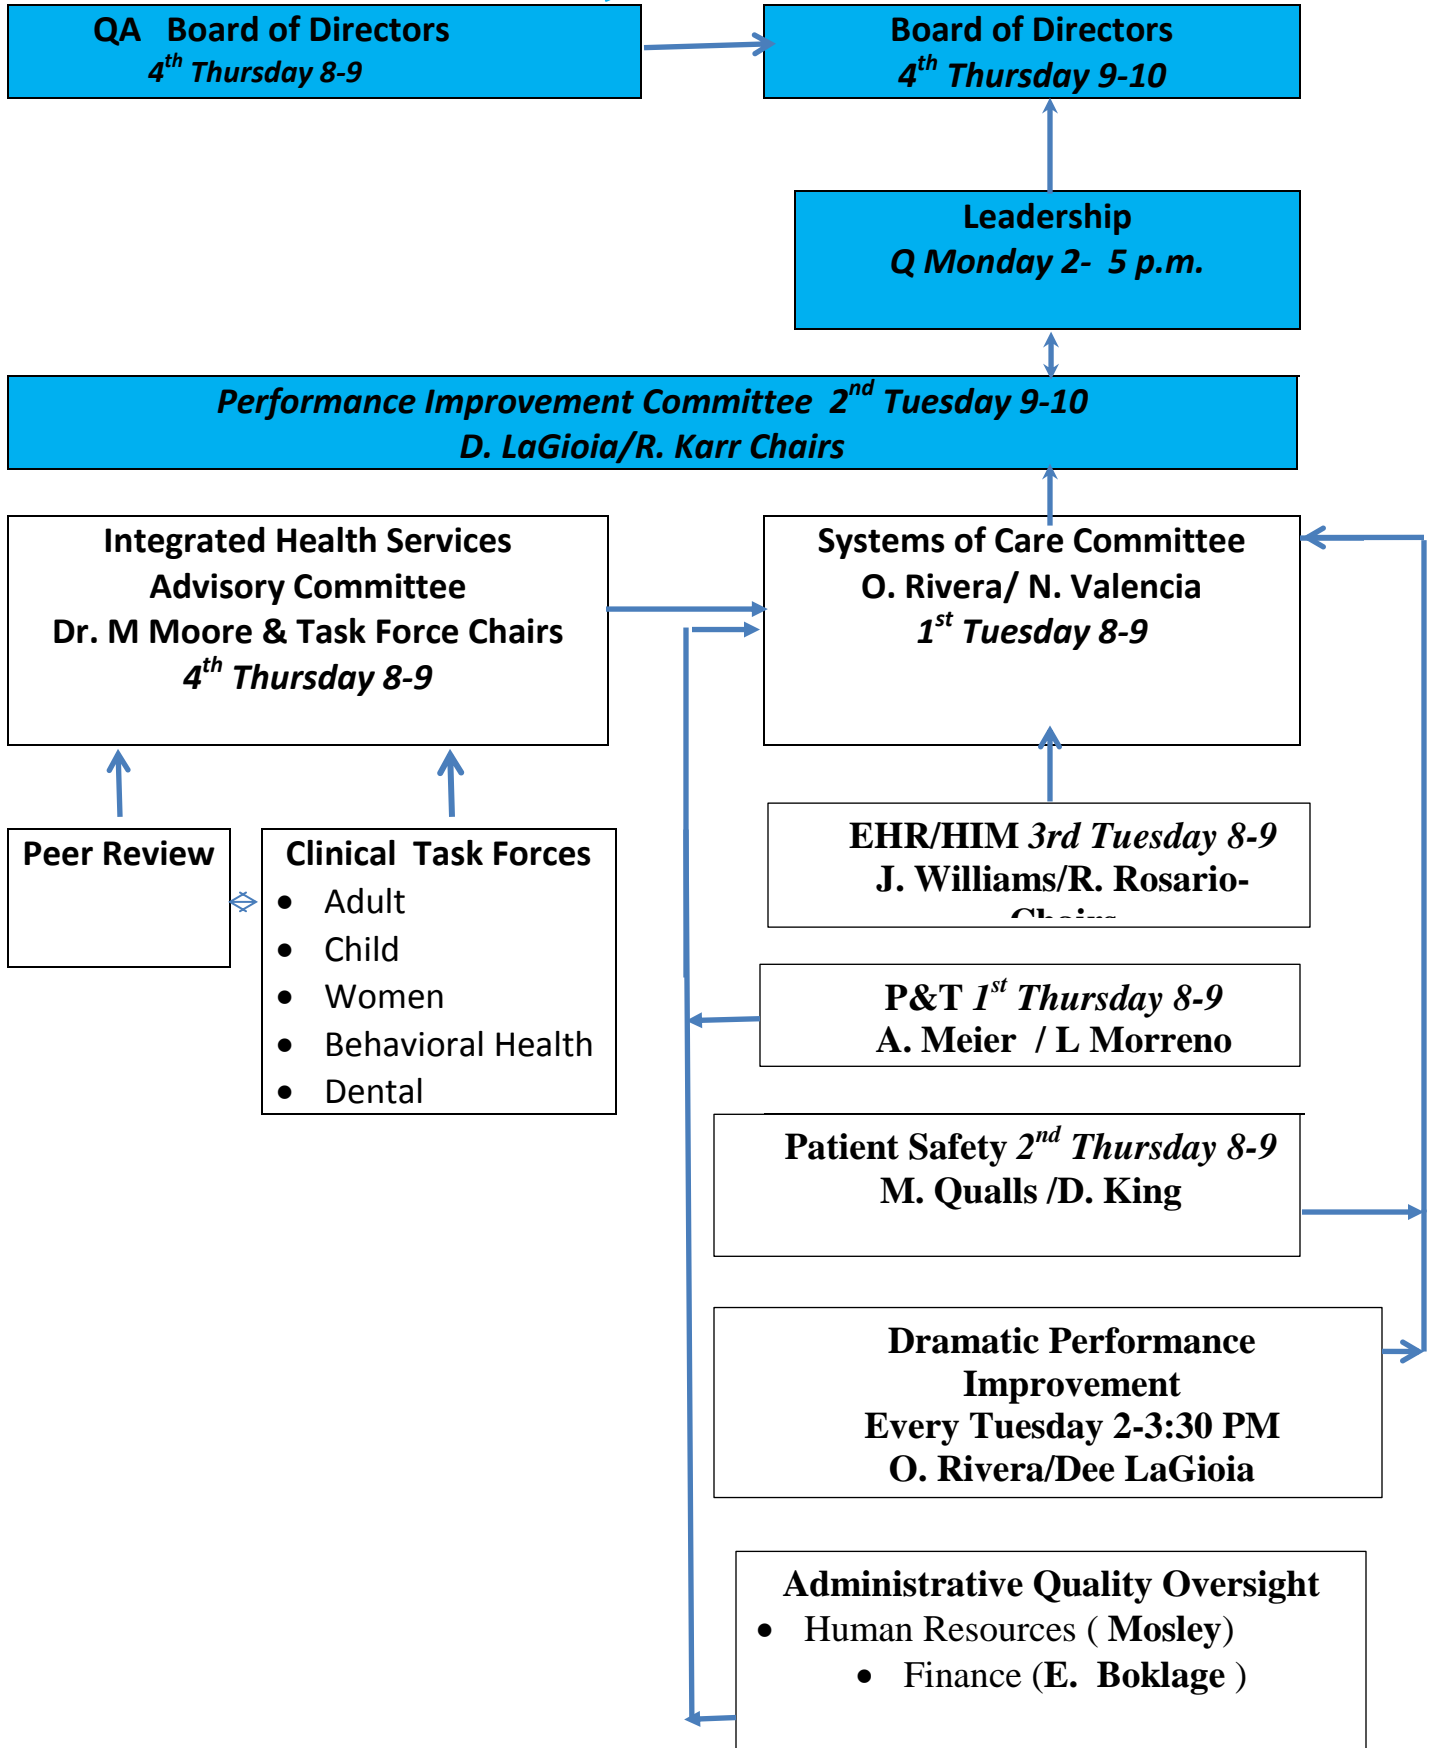 QA Board of Directors
4th Thursday 8-9
Board of Directors
4th Thursday 9-10
Leadership
Q Monday 2- 5 p.m.
Performance Improvement Committee 2nd Tuesday 9-10
D. LaGioia/R. Karr Chairs
Integrated Health Services
Advisory Committee
Dr. M Moore & Task Force Chairs
4th Thursday 8-9
Systems of Care Committee
O. Rivera/ N. Valencia
1st Tuesday 8-9
Peer Review
Clinical Task Forces
• Adult
• Child
• Women
• Behavioral Health
• Dental
EHR/HIM 3rd Tuesday 8-9
J. Williams/R. Rosario-
Chairs
P&T 1st Thursday 8-9
A. Meier / L Morreno
Patient Safety 2nd Thursday 8-9
M. Qualls /D. King
Dramatic Performance
Improvement
Every Tuesday 2-3:30 PM
O. Rivera/Dee LaGioia
Administrative Quality Oversight
• Human Resources ( Mosley)
• Finance (E. Boklage )